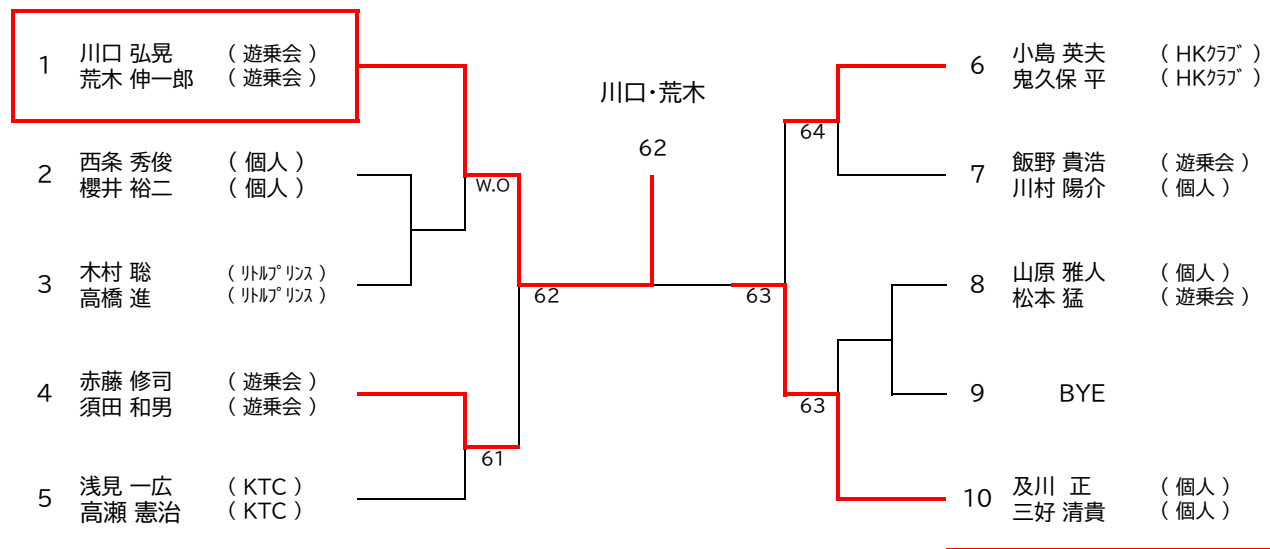 1 川口 弘晃 ( 遊乗会 )
荒木 伸一郎 ( 遊乗会 )
2 西条 秀俊 ( 個人 )
櫻井 裕二 ( 個人 )
3 木村 聡 ( ﾘﾄﾙﾌﾟﾘﾝｽ )
高橋 進 ( ﾘﾄﾙﾌﾟﾘﾝｽ )
4 赤藤 修司 ( 遊乗会 )
須田 和男 ( 遊乗会 )
5 浅見 一広 ( KTC )
高瀬 憲治 ( KTC )
W.O
61
62
川口・荒木
62
63
64
63
6 小島 英夫 ( HKｸﾗﾌﾞ )
鬼久保 平 ( HKｸﾗﾌﾞ )
7 飯野 貴浩 ( 遊乗会 )
川村 陽介 ( 個人 )
8 山原 雅人 ( 個人 )
松本 猛 ( 遊乗会 )
9 BYE
10 及川 正 ( 個人 )
三好 清貴 ( 個人 )